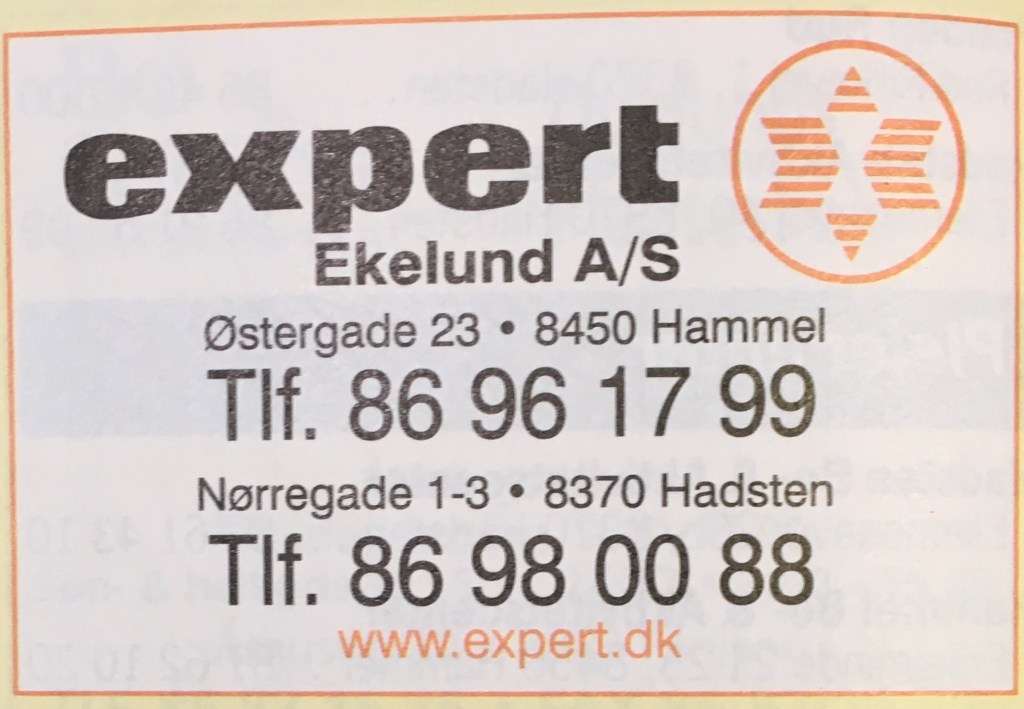 expert
Ekelund A/S
Østergade 23 • 8450 Hammel
Tlf. 86 96 17 99
Nørregade 1-3 • 8370 Hadsten
Tlf. 86 98 00 88
www.expert.dk